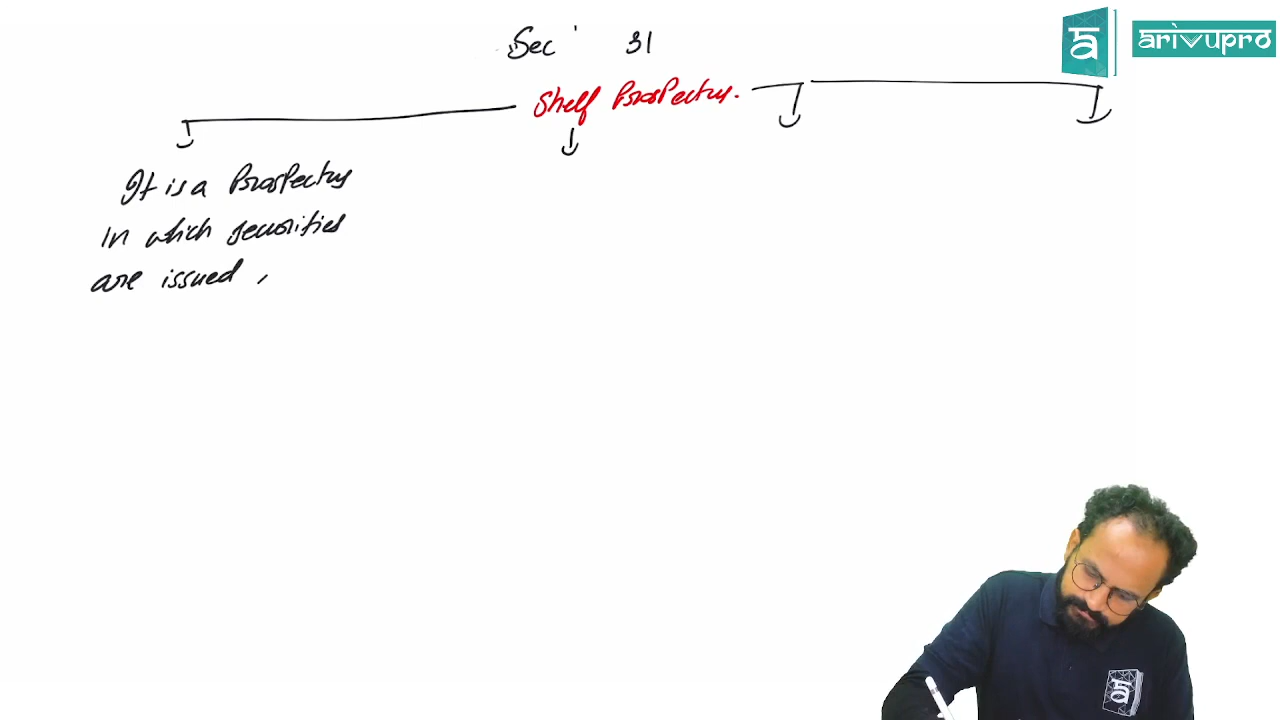 Sec 31
arivupro
Shelf Prospectus.
It is a Prospectus
In which securities
are issued